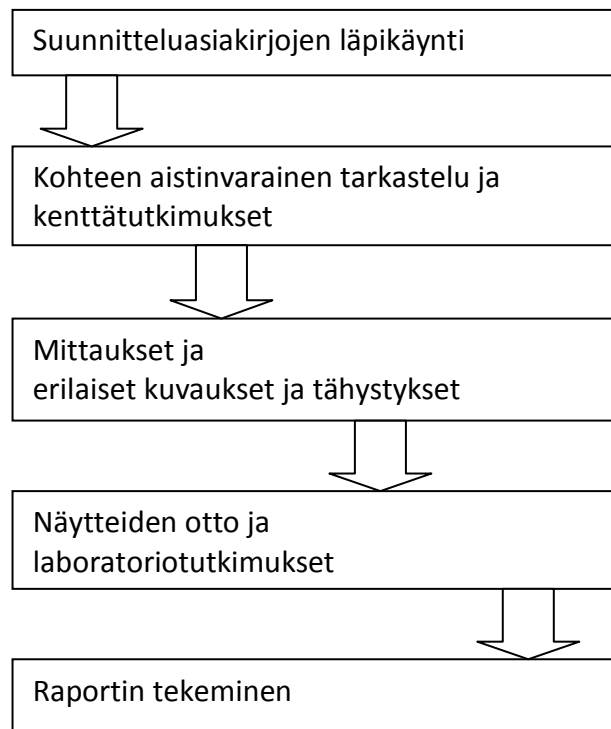 Suunnitteluasiakirjojen läpikäynti
Kohteen aistinvarainen tarkastelu ja
kenttätutkimukset
Mittaukset ja
erilaiset kuvaukset ja tähystykset
Näytteiden otto ja
laboratoriotutkimukset
Raportin tekeminen